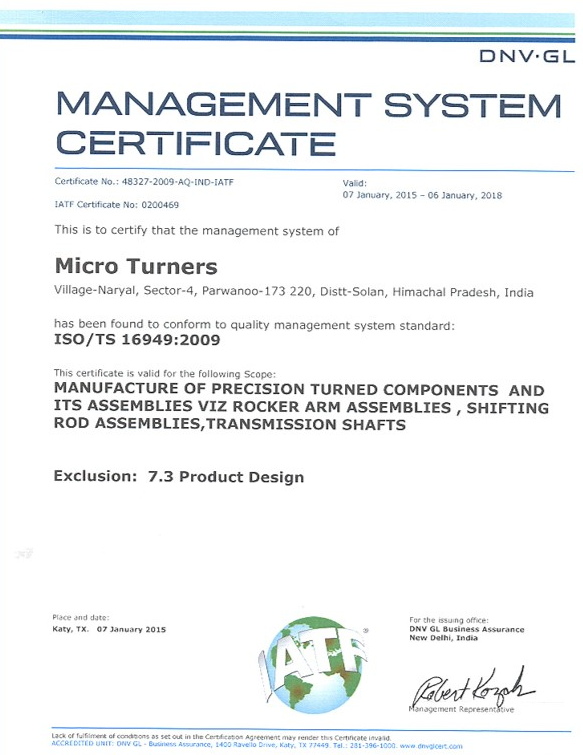 DNV·GL
MANAGEMENT SYSTEM
CERTIFICATE
Certificate No.: 48327-2009-AQ-IND-IATF
Valid:
07 January, 2015 – 06 January, 2018
IATF Certificate No: 0200469
This is to certify that the management system of
Micro Turners
Village-Naryal, Sector-4, Parwanoo-173 220, Distt-Solan, Himachal Pradesh, India
has been found to conform to quality management system standard:
ISO/TS 16949:2009
This certificate is valid for the following Scope:
MANUFACTURE OF PRECISION TURNED COMPONENTS AND
ITS ASSEMBLIES VIZ ROCKER ARM ASSEMBLIES , SHIFTING
ROD ASSEMBLIES,TRANSMISSION SHAFTS
Exclusion: 7.3 Product Design
Place and date:
Katy, TX. 07 January 2015
IATF
®
For the issuing office:
DNV GL Business Assurance
New Delhi, India
Robert Kozak
Management Representative
Lack of fulfilment of conditions as set out in the Certification Agreement may render this Certificate invalid.
ACCREDITED UNIT: DNV GL - Business Assurance, 1400 Ravello Drive, Katy, TX 77449. Tel.: 281-396-1000. www.dnvglcert.com